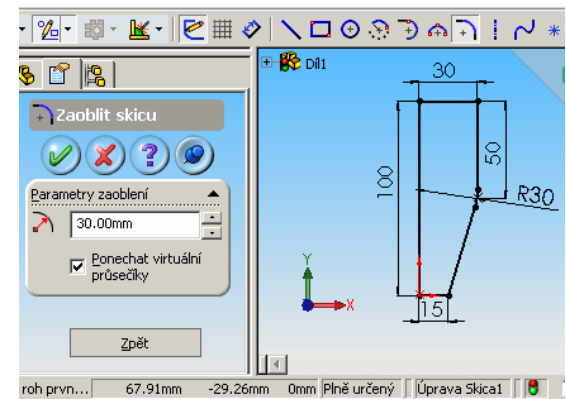 Díl1
Zaoblit skicu
Parametry zaoblení
30.00mm
Ponechat virtuální
průsečíky
Zpět
30
50
100
R30
15
Y
X
roh prvn... 67.91mm -29.26mm 0mm Plně určený Úprava Skica1